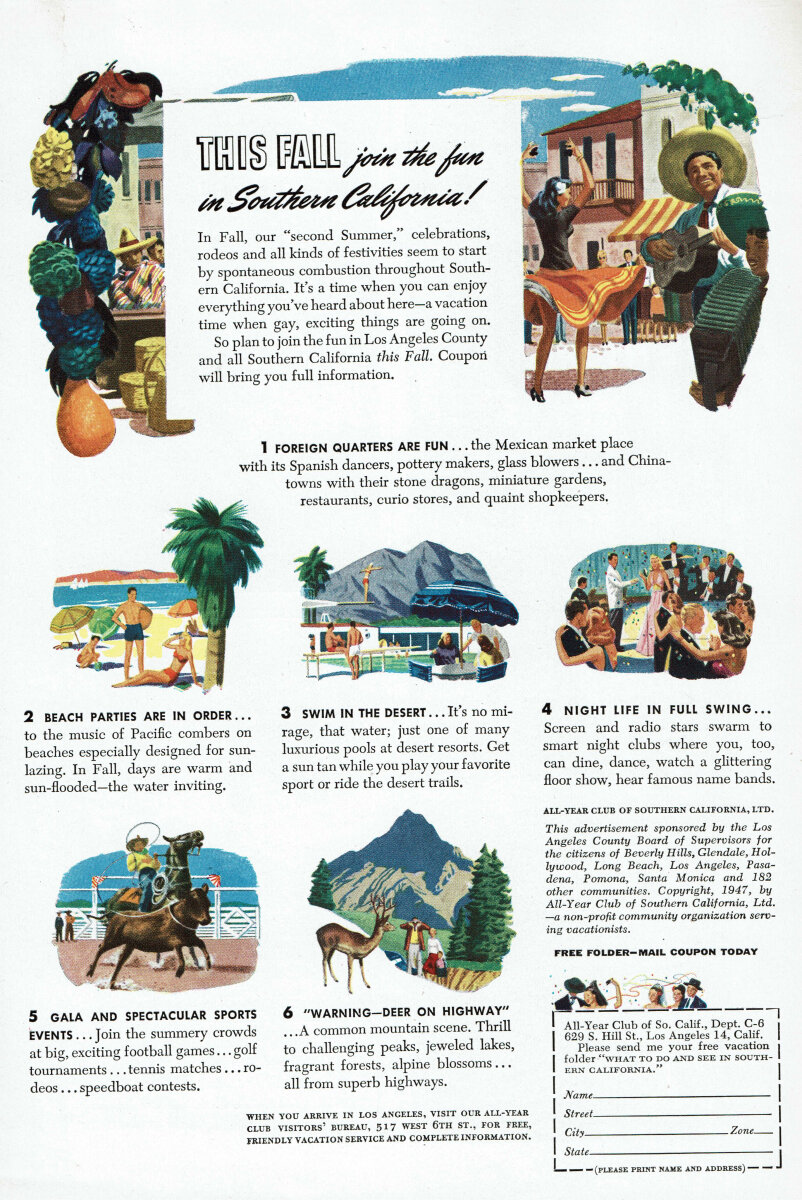 THIS FALL join the fun
in Southern California!
In Fall, our “second Summer,” celebrations,
rodeos and all kinds of festivities seem to start
by spontaneous combustion throughout South-
ern California. It’s a time when you can enjoy
everything you’ve heard about here—a vacation
time when gay, exciting things are going on.
So plan to join the fun in Los Angeles County
and all Southern California this Fall. Coupon
will bring you full information.
1 FOREIGN QUARTERS ARE FUN...the Mexican market place
with its Spanish dancers, pottery makers, glass blowers...and China-
towns with their stone dragons, miniature gardens,
restaurants, curio stores, and quaint shopkeepers.
2 BEACH PARTIES ARE IN ORDER...
to the music of Pacific combers on
beaches especially designed for sun-
lazing. In Fall, days are warm and
sun-flooded—the water inviting.
3 SWIM IN THE DESERT...It’s no mi-
rage, that water; just one of many
luxurious pools at desert resorts. Get
a sun tan while you play your favorite
sport or ride the desert trails.
4 NIGHT LIFE IN FULL SWING...
Screen and radio stars swarm to
smart night clubs where you, too,
can dine, dance, watch a glittering
floor show, hear famous name bands.
5 GALA AND SPECTACULAR SPORTS
EVENTS...Join the summery crowds
at big, exciting football games...golf
tournaments...tennis matches...ro-
deos...speedboat contests.
6 "WARNING—DEER ON HIGHWAY"
...A common mountain scene. Thrill
to challenging peaks, jeweled lakes,
fragrant forests, alpine blossoms...
all from superb highways.
WHEN YOU ARRIVE IN LOS ANGELES, VISIT OUR ALL-YEAR
CLUB VISITORS’ BUREAU, 517 WEST 6TH ST., FOR FREE,
FRIENDLY VACATION SERVICE AND COMPLETE INFORMATION.
ALL-YEAR CLUB OF SOUTHERN CALIFORNIA, LTD.
This advertisement sponsored by the Los
Angeles County Board of Supervisors for
the citizens of Beverly Hills, Glendale, Hol-
lywood, Long Beach, Los Angeles, Pasa-
dena, Pomona, Santa Monica and 182
other communities. Copyright, 1947, by
All-Year Club of Southern California, Ltd.
—a non-profit community organization serv-
ing vacationists.
FREE FOLDER—MAIL COUPON TODAY
All-Year Club of So. Calif., Dept. C-6
629 S. Hill St., Los Angeles 14, Calif.
Please send me your free vacation
folder "WHAT TO DO AND SEE IN SOUTH-
ERN CALIFORNIA."
Name
Street
City Zone
State
(PLEASE PRINT NAME AND ADDRESS)